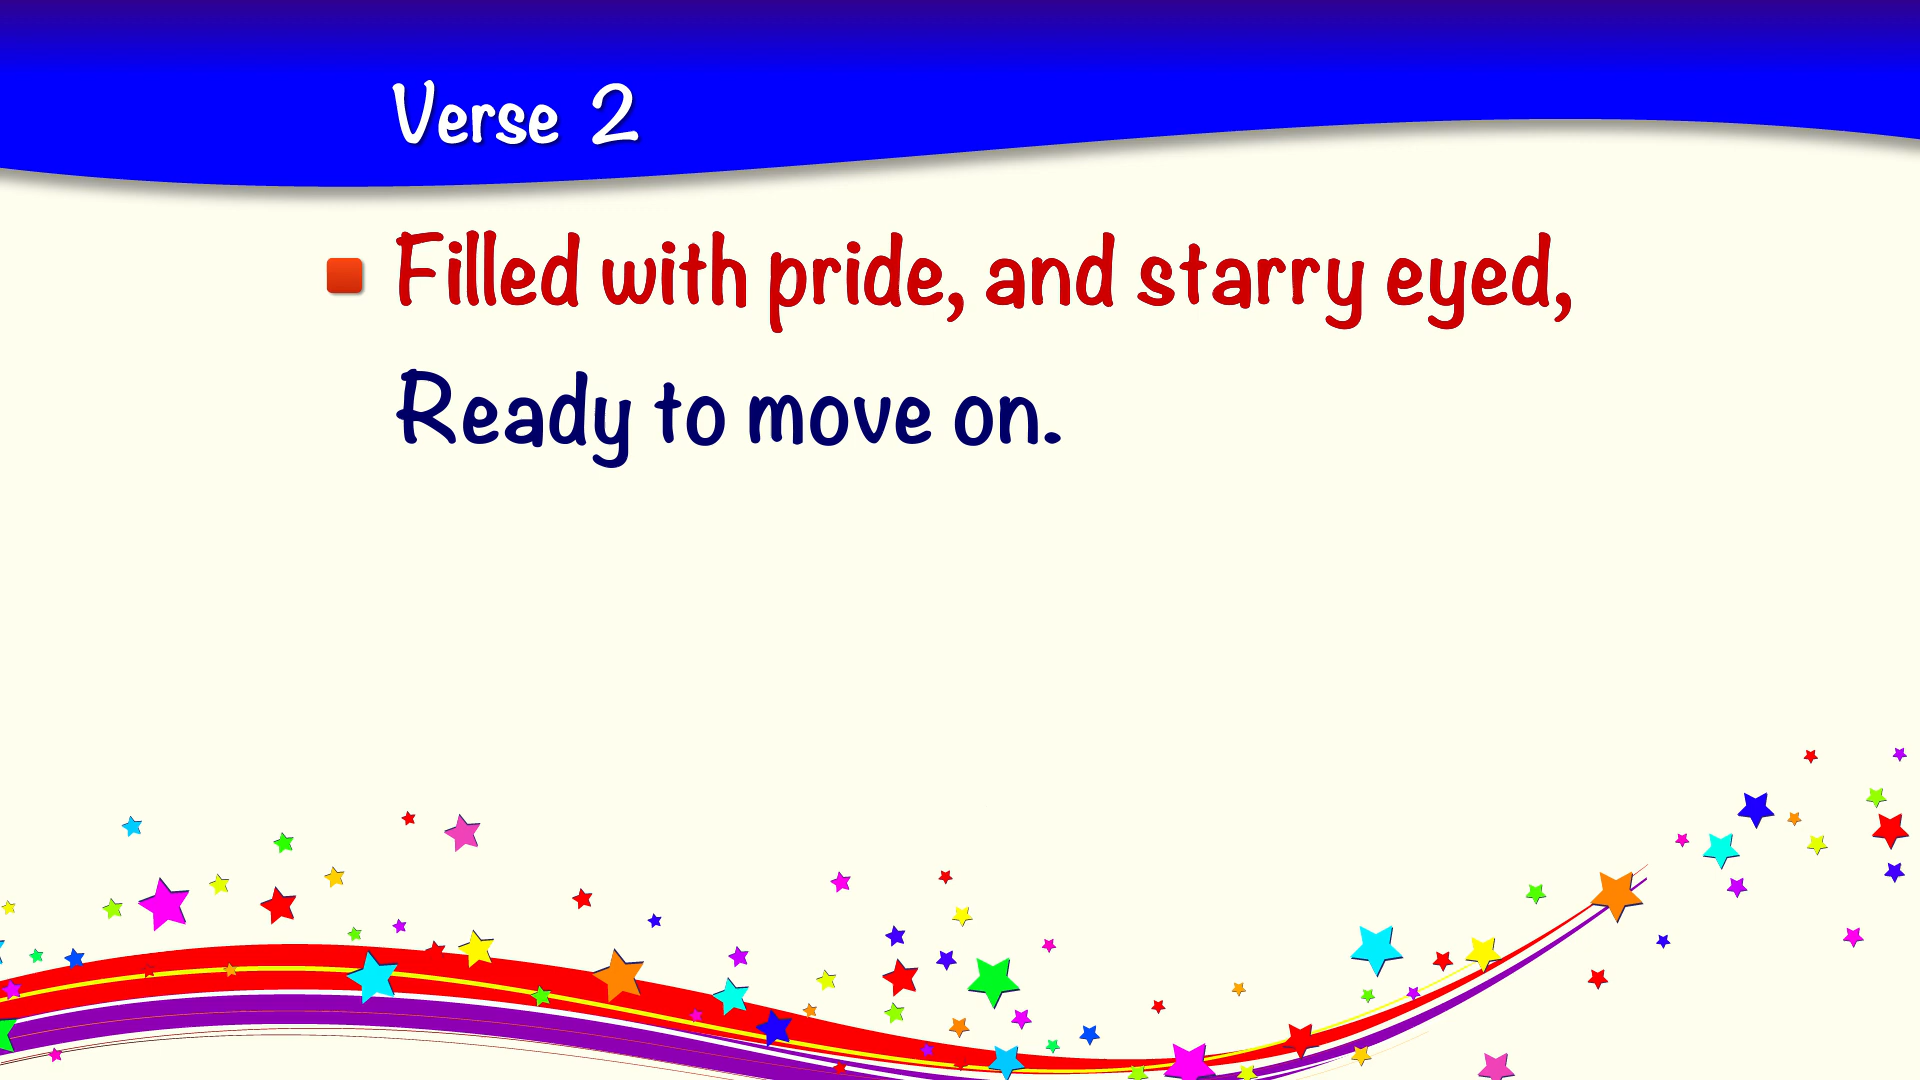 Verse 2
Filled with pride, and starry eyed,
Ready to move on.